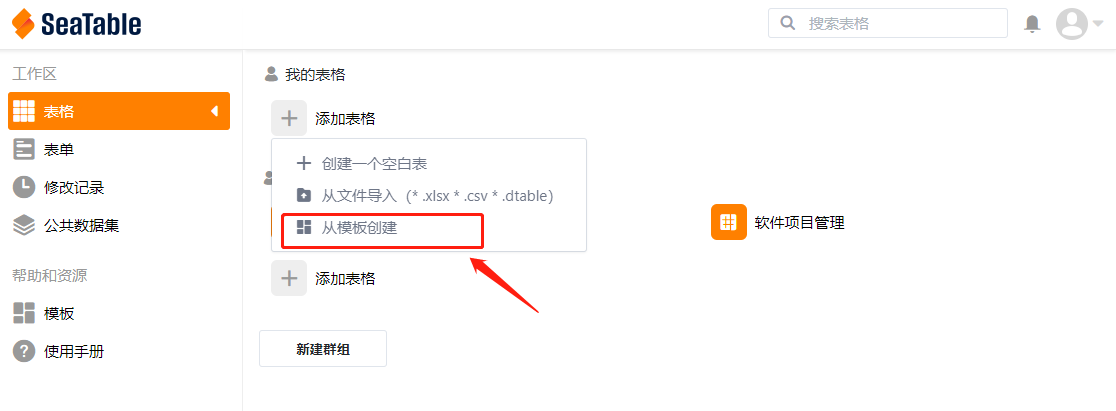 SeaTable
搜索表格
工作区
表格
表单
修改记录
公共数据集
帮助和资源
模板
使用手册
我的表格
添加表格
创建一个空白表
从文件导入（* .xlsx * .csv * .dtable）
从模板创建
软件项目管理
添加表格
新建群组